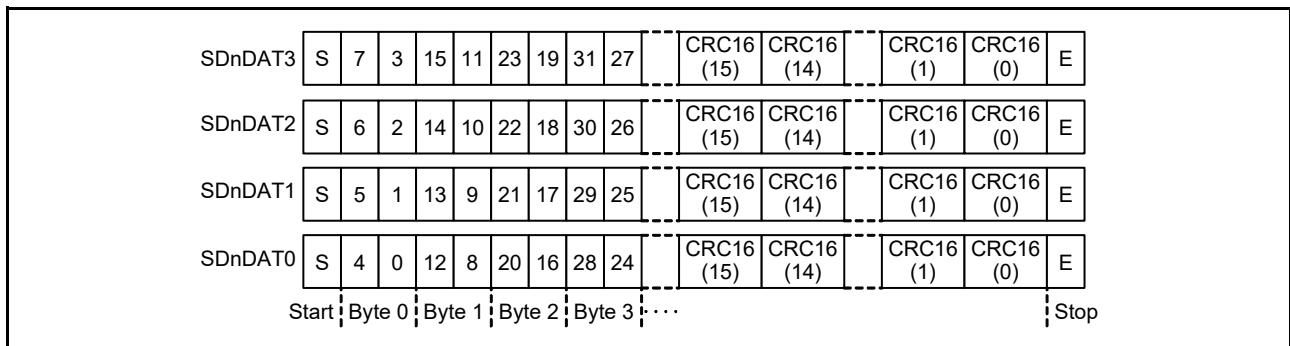 SDnDAT3 S 7 3 15 11 23 19 31 27 CRC16 (15) CRC16 (14) CRC16 (1) CRC16 (0) E
SDnDAT2 S 6 2 14 10 22 18 30 26 CRC16 (15) CRC16 (14) CRC16 (1) CRC16 (0) E
SDnDAT1 S 5 1 13 9 21 17 29 25 CRC16 (15) CRC16 (14) CRC16 (1) CRC16 (0) E
SDnDAT0 S 4 0 12 8 20 16 28 24 CRC16 (15) CRC16 (14) CRC16 (1) CRC16 (0) E
Start Byte 0 Byte 1 Byte 2 Byte 3 ···· Stop